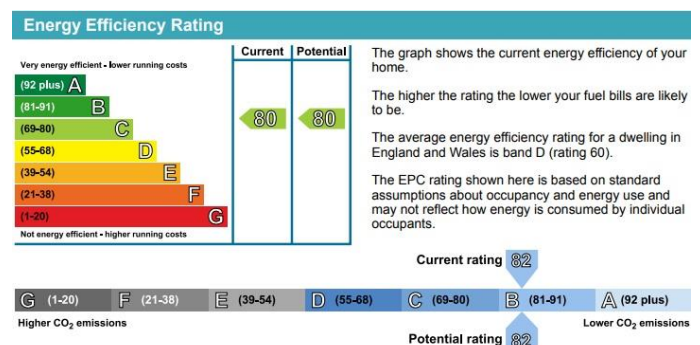 Energy Efficiency Rating
Current Potential
Very energy efficient - lower running costs
(92 plus) A
(81-91) B
(69-80) C
(55-68) D
(39-54) E
(21-38) F
(1-20) G
Not energy efficient - higher running costs
80 80
The graph shows the current energy efficiency of your
home.
The higher the rating the lower your fuel bills are likely
to be.
The average energy efficiency rating for a dwelling in
England and Wales is band D (rating 60).
The EPC rating shown here is based on standard
assumptions about occupancy and energy use and
may not reflect how energy is consumed by individual
occupants.
Current rating 82
G (1-20) F (21-38) E (39-54) D (55-68) C (69-80) B (81-91) A (92 plus)
Higher CO₂ emissions Lower CO₂ emissions
Potential rating 82